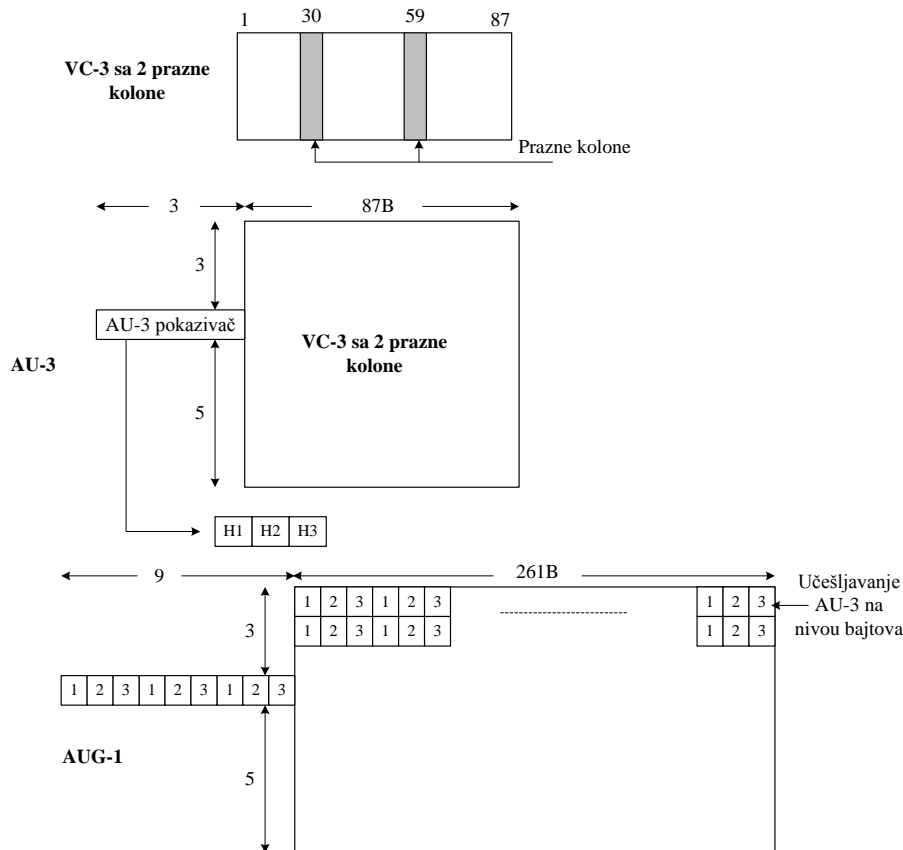 1 30 59 87
VC-3 sa 2 prazne
kolone
Prazne kolone
3 87B
3
AU-3 pokazivač
VC-3 sa 2 prazne
kolone
AU-3
5
H1 H2 H3
9 261B
Učešljavanje
AU-3 na
nivou bajtova
1 2 3 1 2 3 1 2 3
3
1 2 3 1 2 3 1 2 3
1 2 3 1 2 3 1 2 3
AUG-1
5